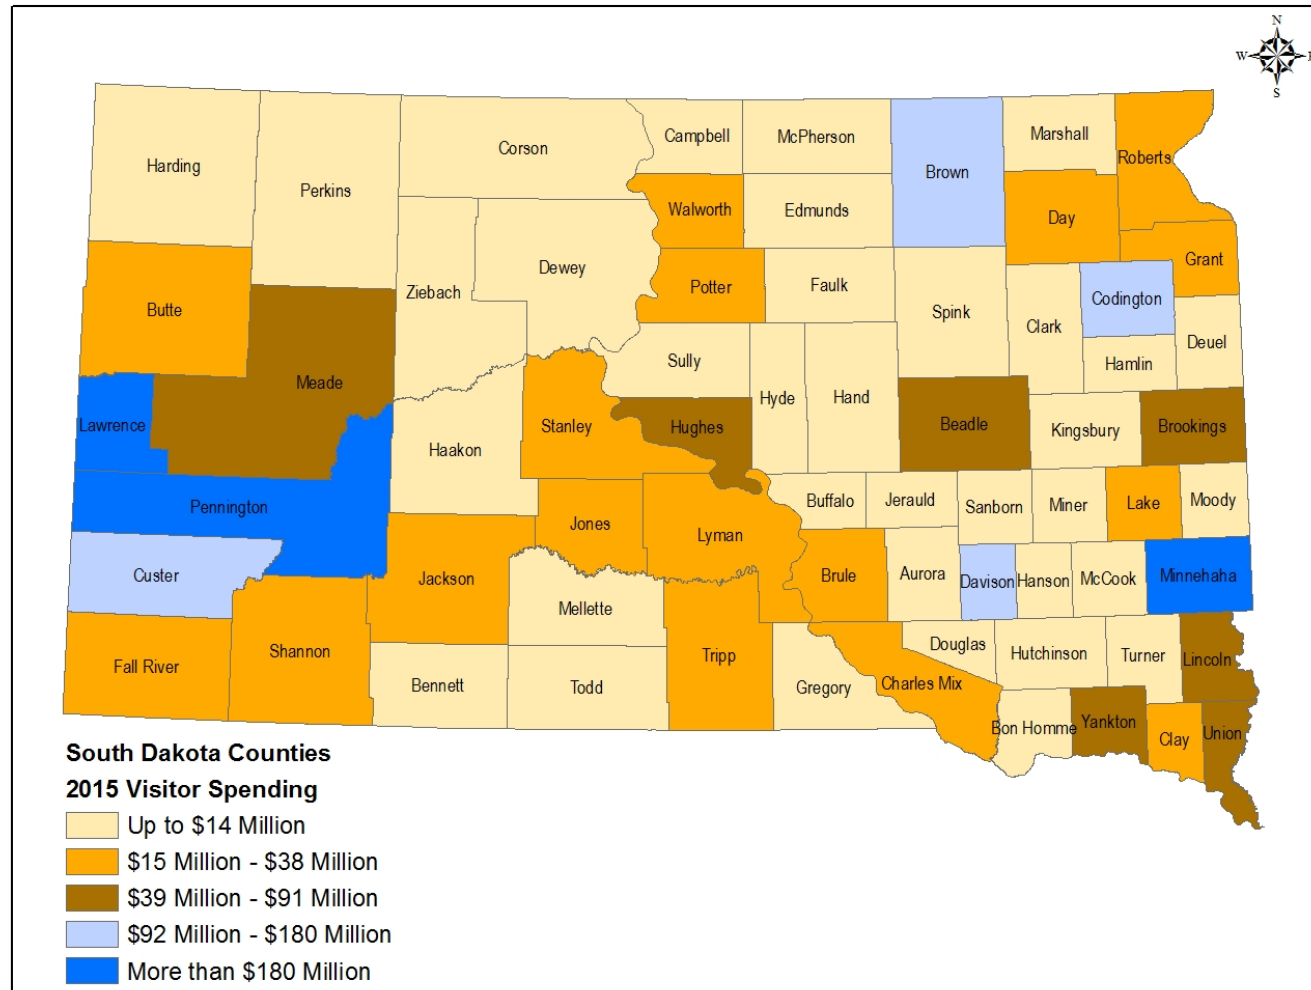 N
W
E
S
Campbell
McPherson
Marshall
Roberts
Harding
Perkins
Corson
Brown
Walworth
Edmunds
Day
Grant
Dewey
Ziebach
Potter
Faulk
Codington
Butte
Spink
Clark
Deuel
Sully
Hamlin
Meade
Hyde
Hand
Lawrence
Stanley
Hughes
Beadle
Kingsbury
Brookings
Haakon
Pennington
Buffalo
Jerauld
Sanborn
Miner
Lake
Moody
Jones
Lyman
Custer
Jackson
Brule
Aurora
Davison
Hanson
McCook
Minnehaha
Mellette
Fall River
Shannon
Tripp
Douglas
Hutchinson
Turner
Lincoln
Bennett
Todd
Gregory
Charles Mix
Bon Homme
Yankton
Clay
Union
South Dakota Counties
2015 Visitor Spending
Up to $14 Million
$15 Million - $38 Million
$39 Million - $91 Million
$92 Million - $180 Million
More than $180 Million